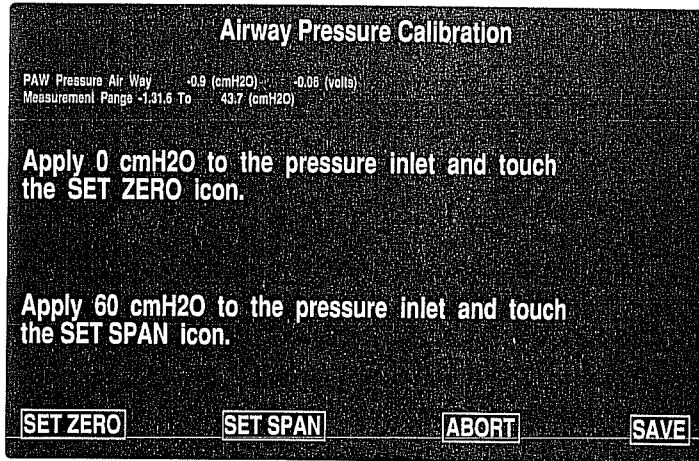 Airway Pressure Calibration
PAW Pressure Air Way -0.9 (cmH2O) -0.06 (volts)
Measurement Pange -1.31.6 To 43.7 (cmH2O)
Apply 0 cmH2O to the pressure inlet and touch
the SET ZERO icon.
Apply 60 cmH2O to the pressure inlet and touch
the SET SPAN icon.
SET ZERO SET SPAN ABORT SAVE